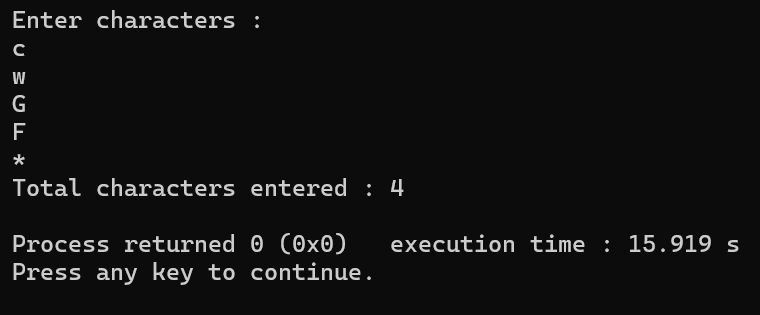 Enter characters :
c
w
G
F
*
Total characters entered : 4
Process returned 0 (0x0)   execution time : 15.919 s
Press any key to continue.